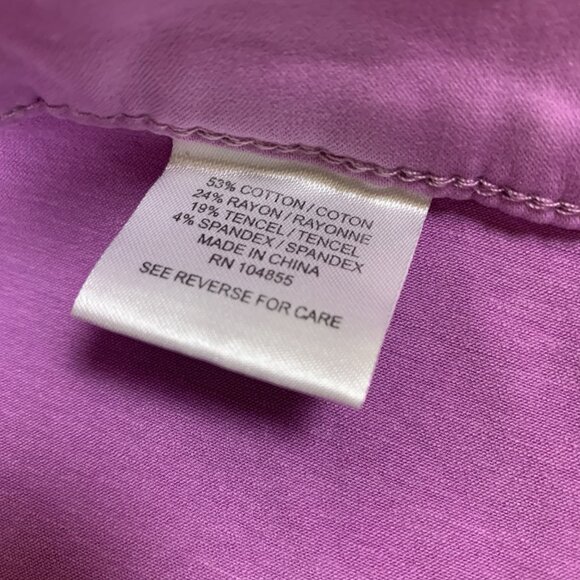 53% COTTON / COTON
24% RAYON / RAYONNE
19% TENCEL / TENCEL
4% SPANDEX / SPANDEX
MADE IN CHINA
RN 104855
SEE REVERSE FOR CARE